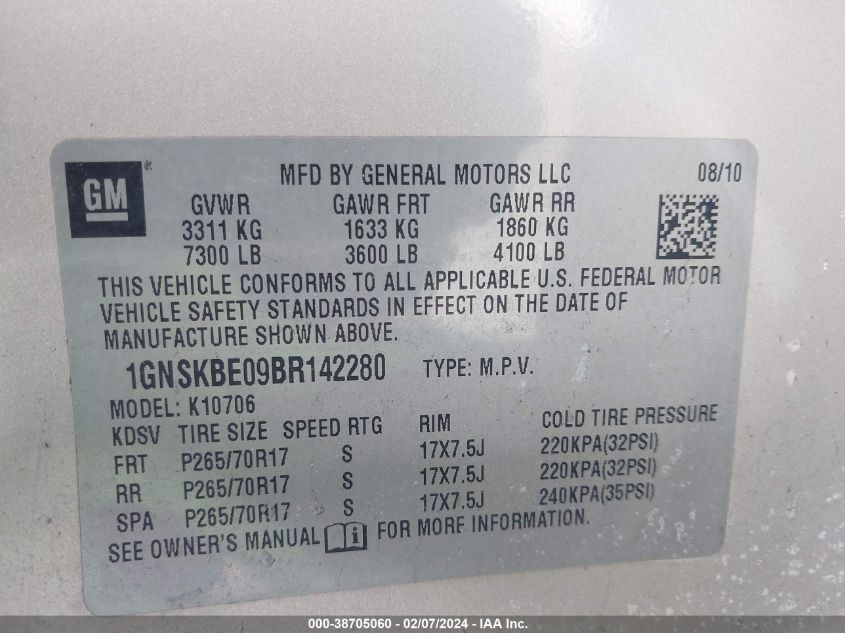 GM®
MFD BY GENERAL MOTORS LLC 08/10
GVWR GAWR FRT GAWR RR
3311 KG 1633 KG 1860 KG
7300 LB 3600 LB 4100 LB
THIS VEHICLE CONFORMS TO ALL APPLICABLE U.S. FEDERAL MOTOR
VEHICLE SAFETY STANDARDS IN EFFECT ON THE DATE OF
MANUFACTURE SHOWN ABOVE.
1GNSKBE09BR142280 TYPE: M.P.V.
MODEL: K10706
KDSV TIRE SIZE SPEED RTG RIM COLD TIRE PRESSURE
FRT P265/70R17 S 17X7.5J 220KPA(32PSI)
RR P265/70R17 S 17X7.5J 220KPA(32PSI)
SPA P265/70R17 S 17X7.5J 240KPA(35PSI)
SEE OWNER'S MANUAL i FOR MORE INFORMATION.
000-38705060 - 02/07/2024 - IAA Inc.